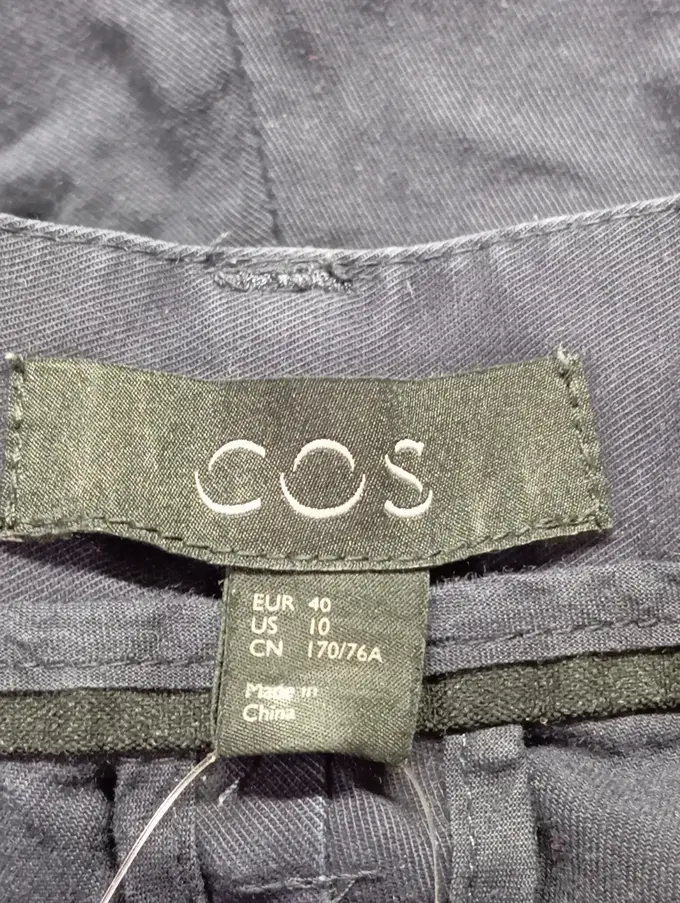 COS
EUR 40
US 10
CN 170/76A
Made in
China